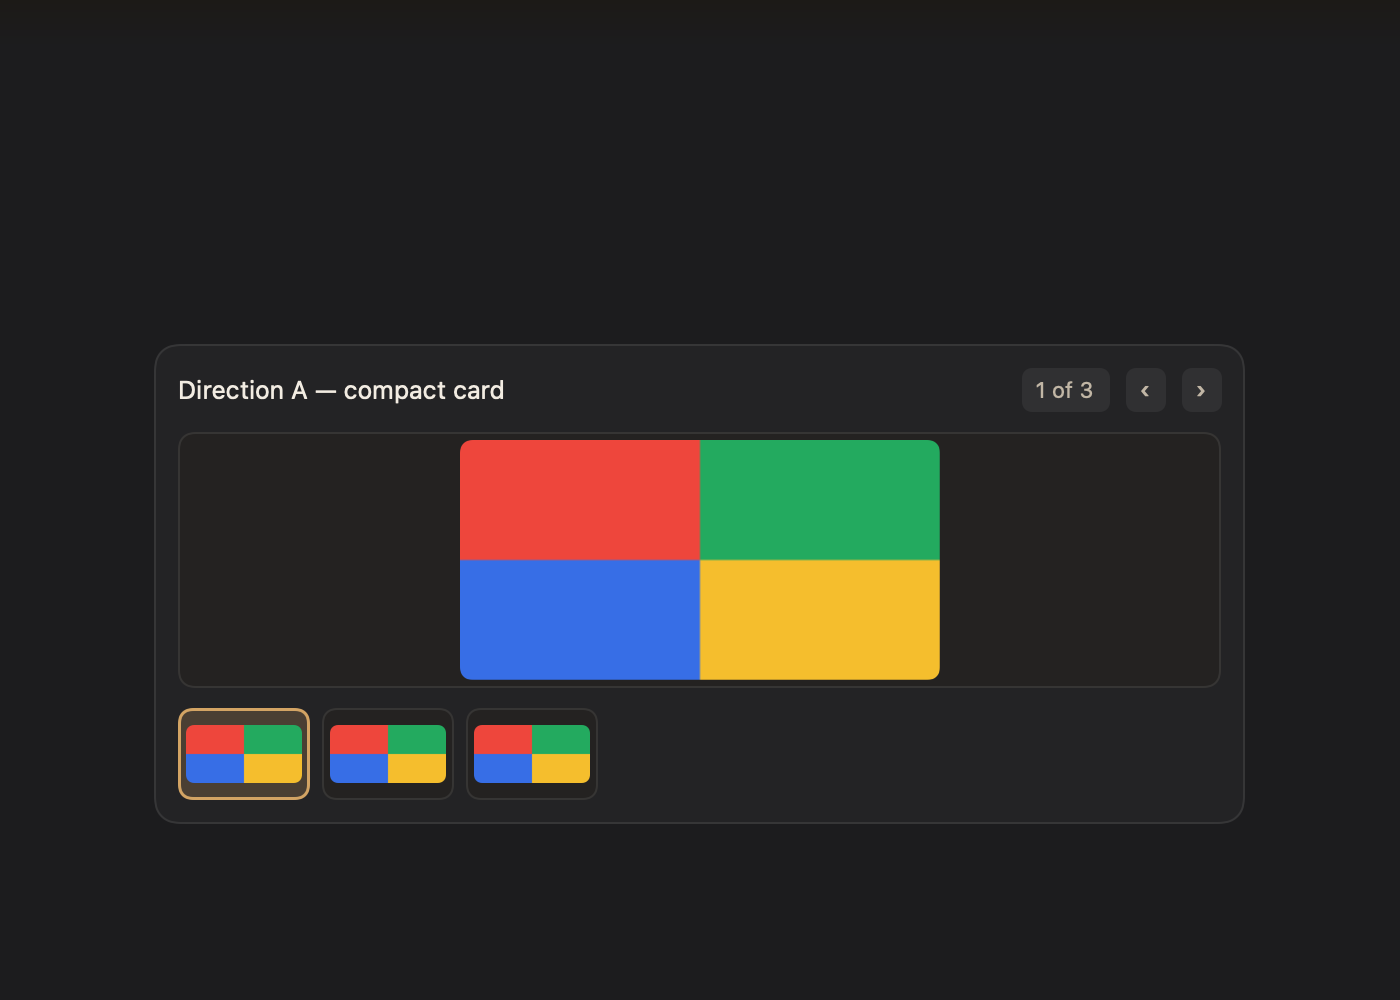 Direction A — compact card
1 of 3
‹ ›